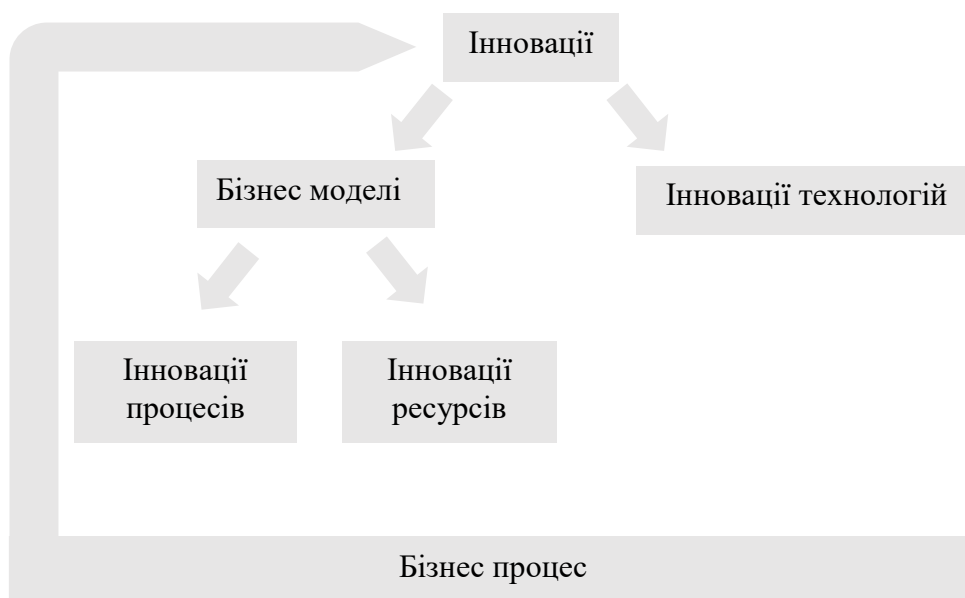 Інновації
Бізнес моделі
Інновації технологій
Інновації
процесів
Інновації
ресурсів
Бізнес процес